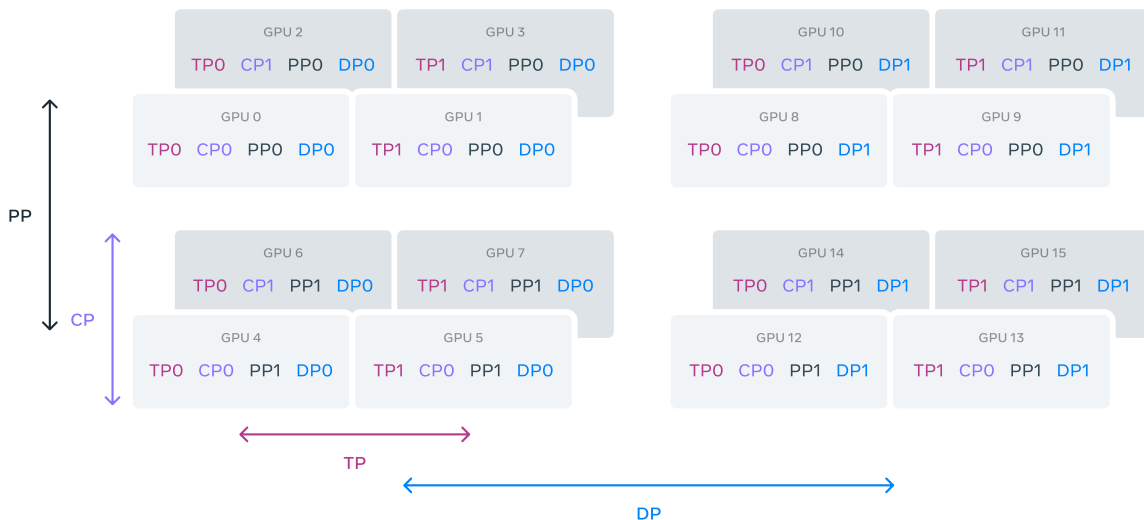 GPU 2 GPU 3 GPU 10 GPU 11
TP0 CP1 PP0 DP0 TP1 CP1 PP0 DP0 TP0 CP1 PP0 DP1 TP1 CP1 PP0 DP1
GPU 0 GPU 1 GPU 8 GPU 9
TP0 CP0 PP0 DP0 TP1 CP0 PP0 DP0 TP0 CP0 PP0 DP1 TP1 CP0 PP0 DP1
PP
GPU 6 GPU 7 GPU 14 GPU 15
TP0 CP1 PP1 DP0 TP1 CP1 PP1 DP0 TP0 CP1 PP1 DP1 TP1 CP1 PP1 DP1
CP
GPU 4 GPU 5 GPU 12 GPU 13
TP0 CP0 PP1 DP0 TP1 CP0 PP1 DP0 TP0 CP0 PP1 DP1 TP1 CP0 PP1 DP1
TP
DP